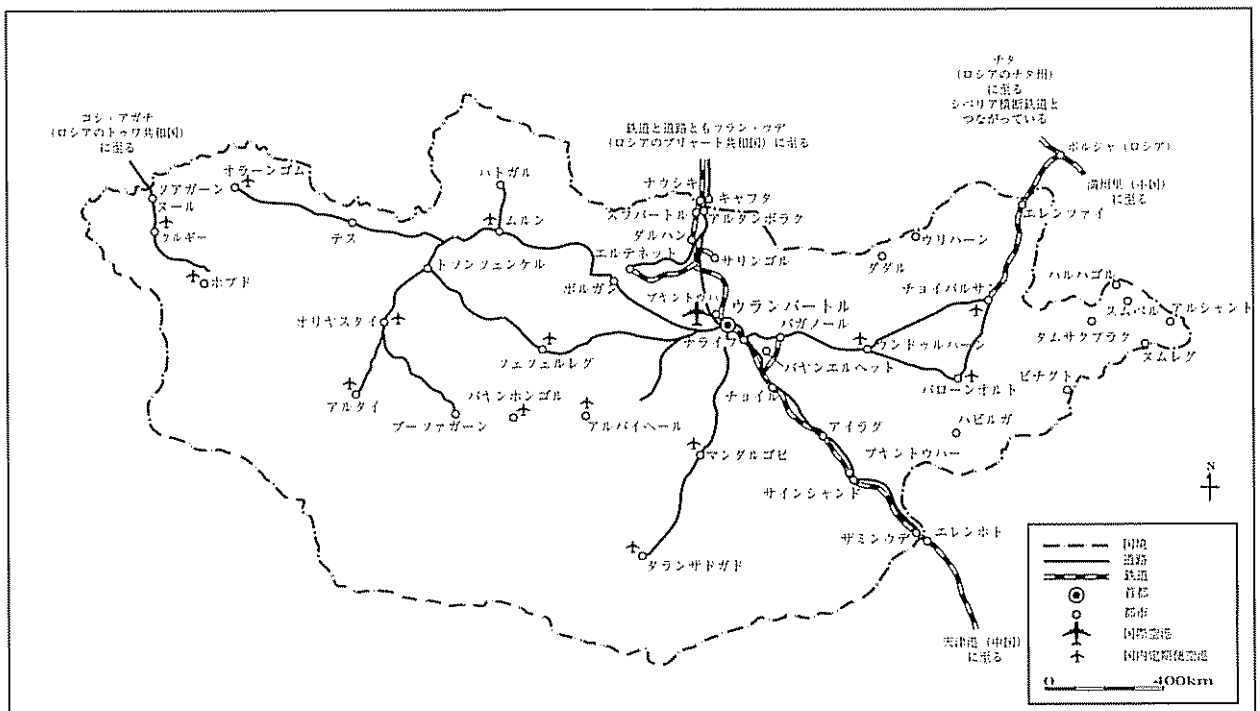 チタ
(ロシアのチタ州)
に至る
シベリア横断鉄道と
つながっている
コシ・アガチ
(ロシアのトゥワ共和国)
に至る
鉄道と道路ともウラン・ウデ
(ロシアのブリヤート共和国) に至る
ボルジャ (ロシア)
満州里 (中国)
に至る
オラーンゴム
ハトガル
ナウシキ
キャフタ
ツアガーン
ヌール
スフバートル
アルタンボラク
エレンツァイ
ムルン
ダルハン
ウルギー
テス
エルテネット
サリンゴル
ウリハーン
ダダル
トソンツェンケル
ホブド
ボルガン
チョイバルサン
ハルハゴル
ブヤントウハ
ウランバートル
スムベル
アルシャント
オリヤスタイ
バガノール
タムサクブラク
ナライフ
ウンドゥルハーン
スムレグ
ツェツェルレグ
バヤンエルヘット
バローンオルト
ビチグト
アルタイ
バヤンホンゴル
チョイル
ブーツァガーン
アルバイヘール
アイラグ
ハビルガ
マンダルゴビ
ブヤントウハー
サインシャンド
N
ザミンウデ
エレンホト
ダランザドガド
天津港 (中国)
に至る
国境
道路
鉄道
首都
都市
国際空港
国内定期便空港
0 400km